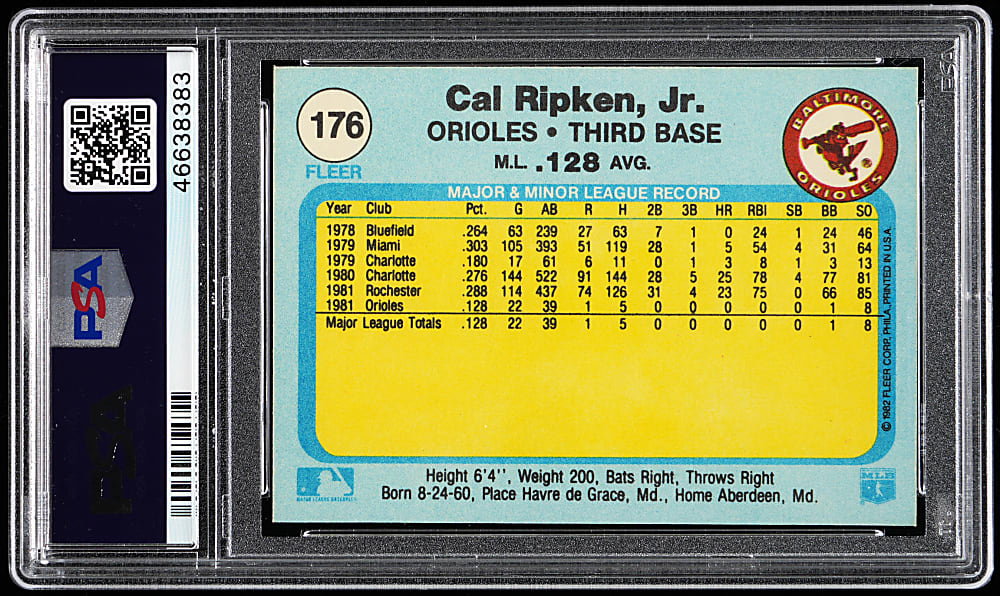 46638383
PSA
PSA
176
FLEER
Cal Ripken, Jr.
ORIOLES • THIRD BASE
M.L. .128 AVG.
BALTIMORE
ORIOLES
®
MAJOR & MINOR LEAGUE RECORD
Year Club Pct. G AB R H 2B 3B HR RBI SB BB SO
1978 Bluefield .264 63 239 27 63 7 1 0 24 1 24 46
1979 Miami .303 105 393 51 119 28 1 5 54 4 31 64
1979 Charlotte .180 17 61 6 11 0 1 3 8 1 3 13
1980 Charlotte .276 144 522 91 144 28 5 25 78 4 77 81
1981 Rochester .288 114 437 74 126 31 4 23 75 0 66 85
1981 Orioles .128 22 39 1 5 0 0 0 0 0 1 8
Major League Totals .128 22 39 1 5 0 0 0 0 0 1 8
© 1982 FLEER CORP. PHILA. PRINTED IN U.S.A.
MAJOR LEAGUE BASEBALL
Height 6'4'', Weight 200, Bats Right, Throws Right
Born 8-24-60, Place Havre de Grace, Md., Home Aberdeen, Md.